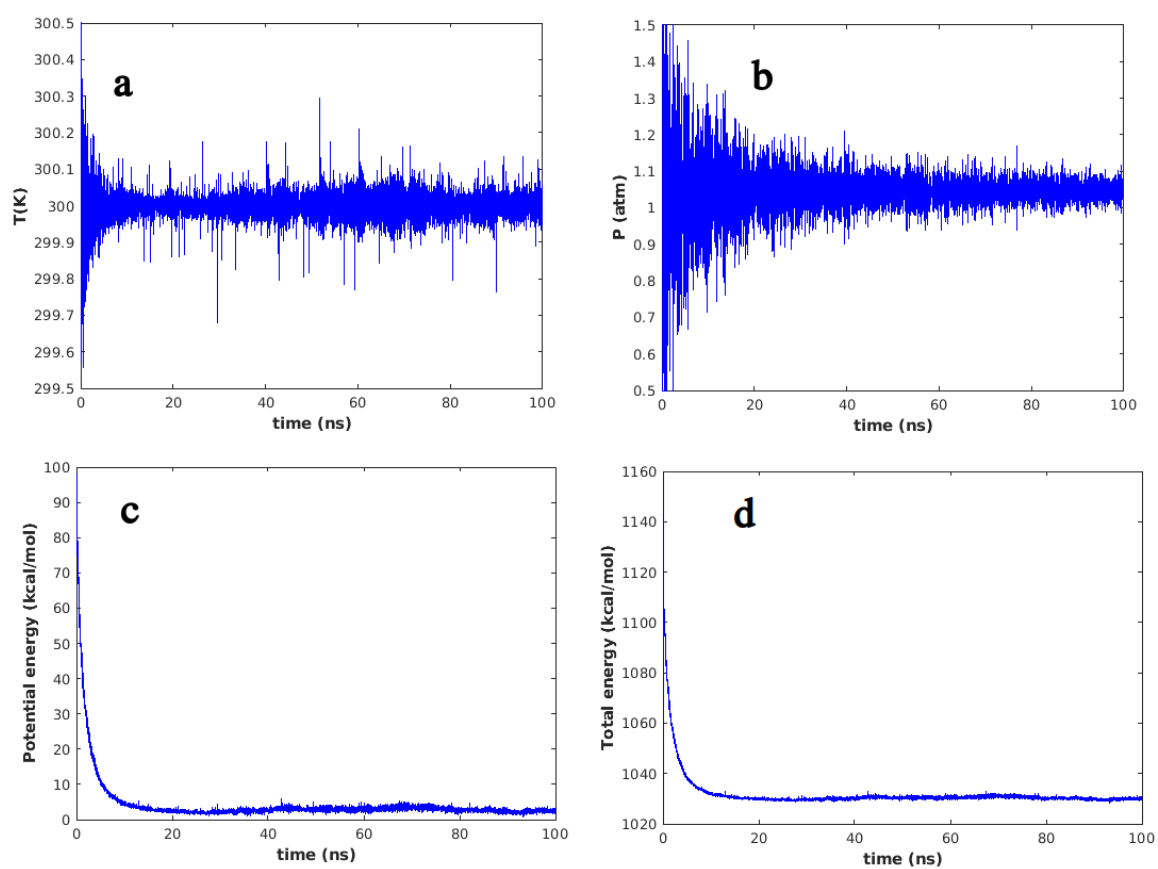 300.5
300.4
300.3
300.2
300.1
300
299.9
299.8
299.7
299.6
299.5
T(K)
a
0 20 40 60 80 100
time (ns)
1.5
1.4
1.3
1.2
1.1
1
0.9
0.8
0.7
0.6
0.5
P (atm)
b
0 20 40 60 80 100
time (ns)
100
90
80
70
60
50
40
30
20
10
0
Potential energy (kcal/mol)
c
0 20 40 60 80 100
time (ns)
1160
1140
1120
1100
1080
1060
1040
1020
Total energy (kcal/mol)
d
0 20 40 60 80 100
time (ns)